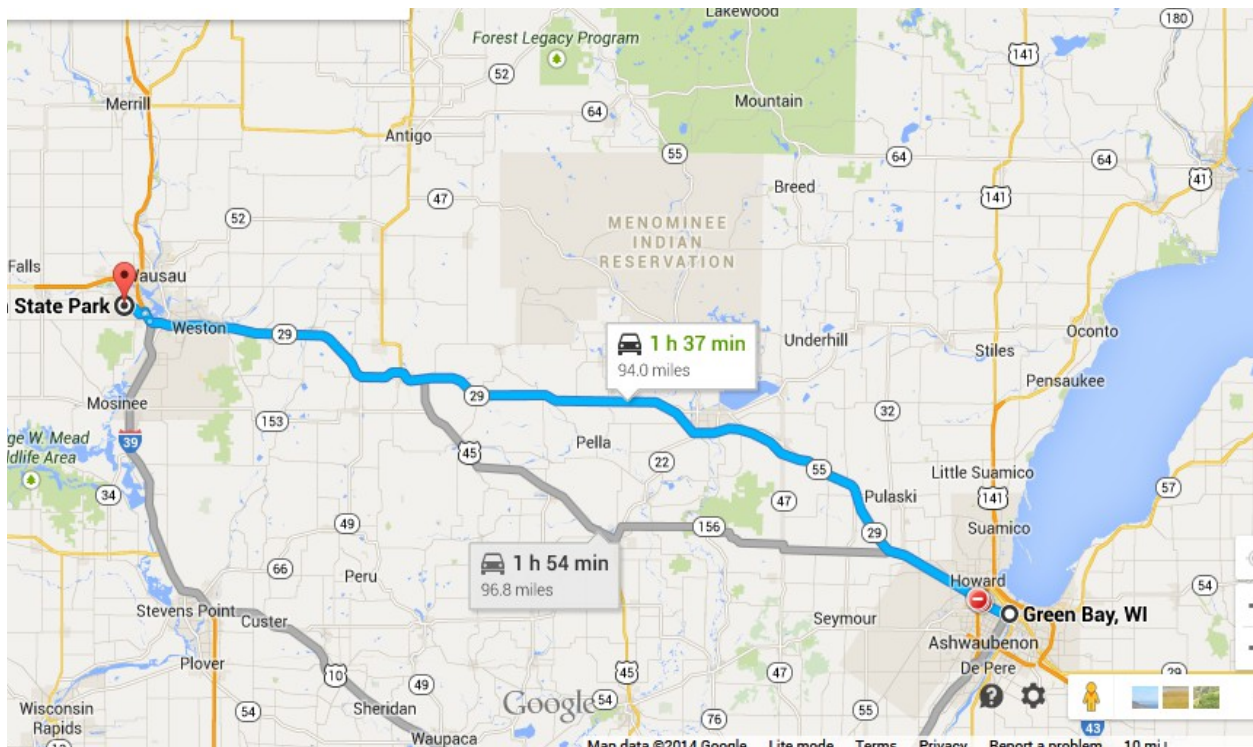 Lakewood
180
Forest Legacy Program
141
52
Merrill
64
Mountain
Antigo
55
141
64
64
47
Breed
41
52
141
MENOMINEE
INDIAN
RESERVATION
Falls
Wausau
State Park
Weston
29
1 h 37 min
94.0 miles
Underhill
Oconto
Stiles
Pensaukee
Mosinee
29
153
32
39
45
Pella
22
55
Little Suamico
57
34
47
Pulaski
141
Suamico
49
156
29
1 h 54 min
96.8 miles
66
Peru
Howard
54
Stevens Point
Custer
Seymour
Green Bay, WI
Ashwaubenon
Plover
De Pere
10
49
45
29
Wisconsin
Rapids
54
Sheridan
Google
54
76
55
43
Waupaca
Map data ©2014 Google Lite mode Terms Privacy Report a problem 10 mi